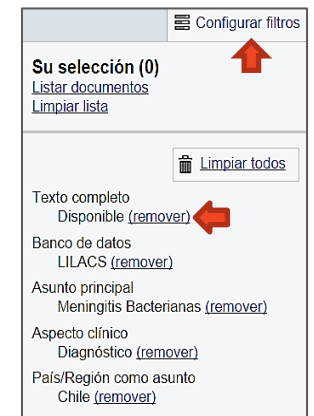 Configurar filtros
Su selección (0)
Listar documentos
Limpiar lista
Limpiar todos
Texto completo
Disponible (remover)
Banco de datos
LILACS (remover)
Asunto principal
Meningitis Bacterianas (remover)
Aspecto clínico
Diagnóstico (remover)
País/Región como asunto
Chile (remover)